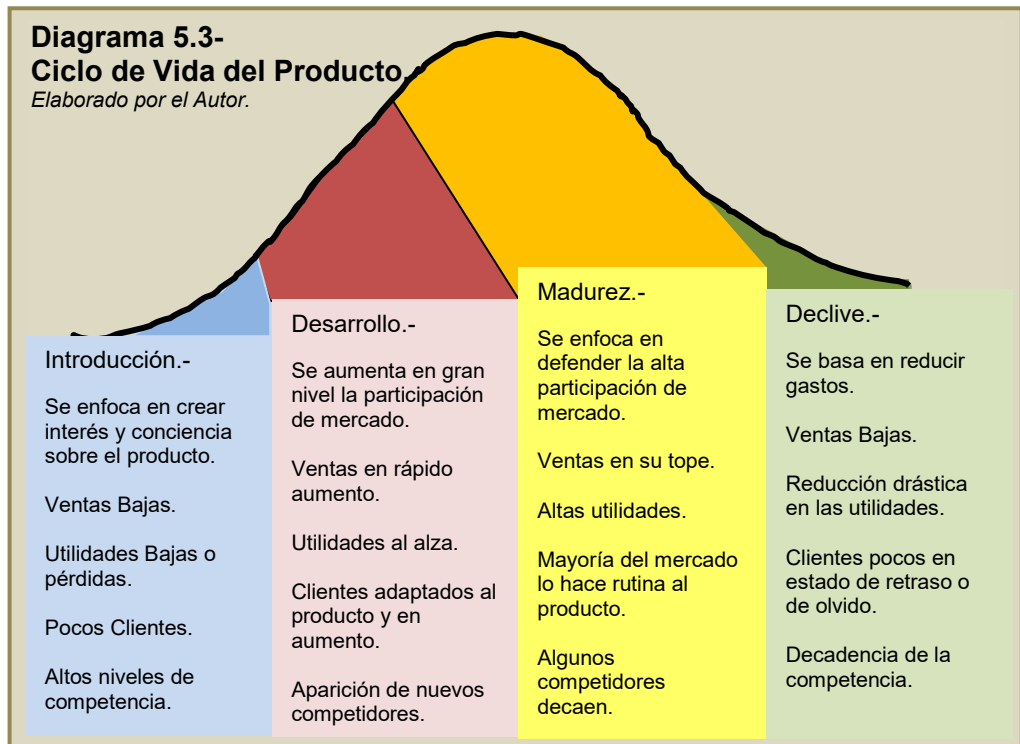 Diagrama 5.3-
Ciclo de Vida del Producto.
Elaborado por el Autor.
Introducción.-
Se enfoca en crear
interés y conciencia
sobre el producto.
Ventas Bajas.
Utilidades Bajas o
pérdidas.
Pocos Clientes.
Altos niveles de
competencia.
Desarrollo.-
Se aumenta en gran
nivel la participación
de mercado.
Ventas en rápido
aumento.
Utilidades al alza.
Clientes adaptados al
producto y en
aumento.
Aparición de nuevos
competidores.
Madurez.-
Se enfoca en
defender la alta
participación de
mercado.
Ventas en su tope.
Altas utilidades.
Mayoría del mercado
lo hace rutina al
producto.
Algunos
competidores
decaen.
Declive.-
Se basa en reducir
gastos.
Ventas Bajas.
Reducción drástica
en las utilidades.
Clientes pocos en
estado de retraso o
de olvido.
Decadencia de la
competencia.